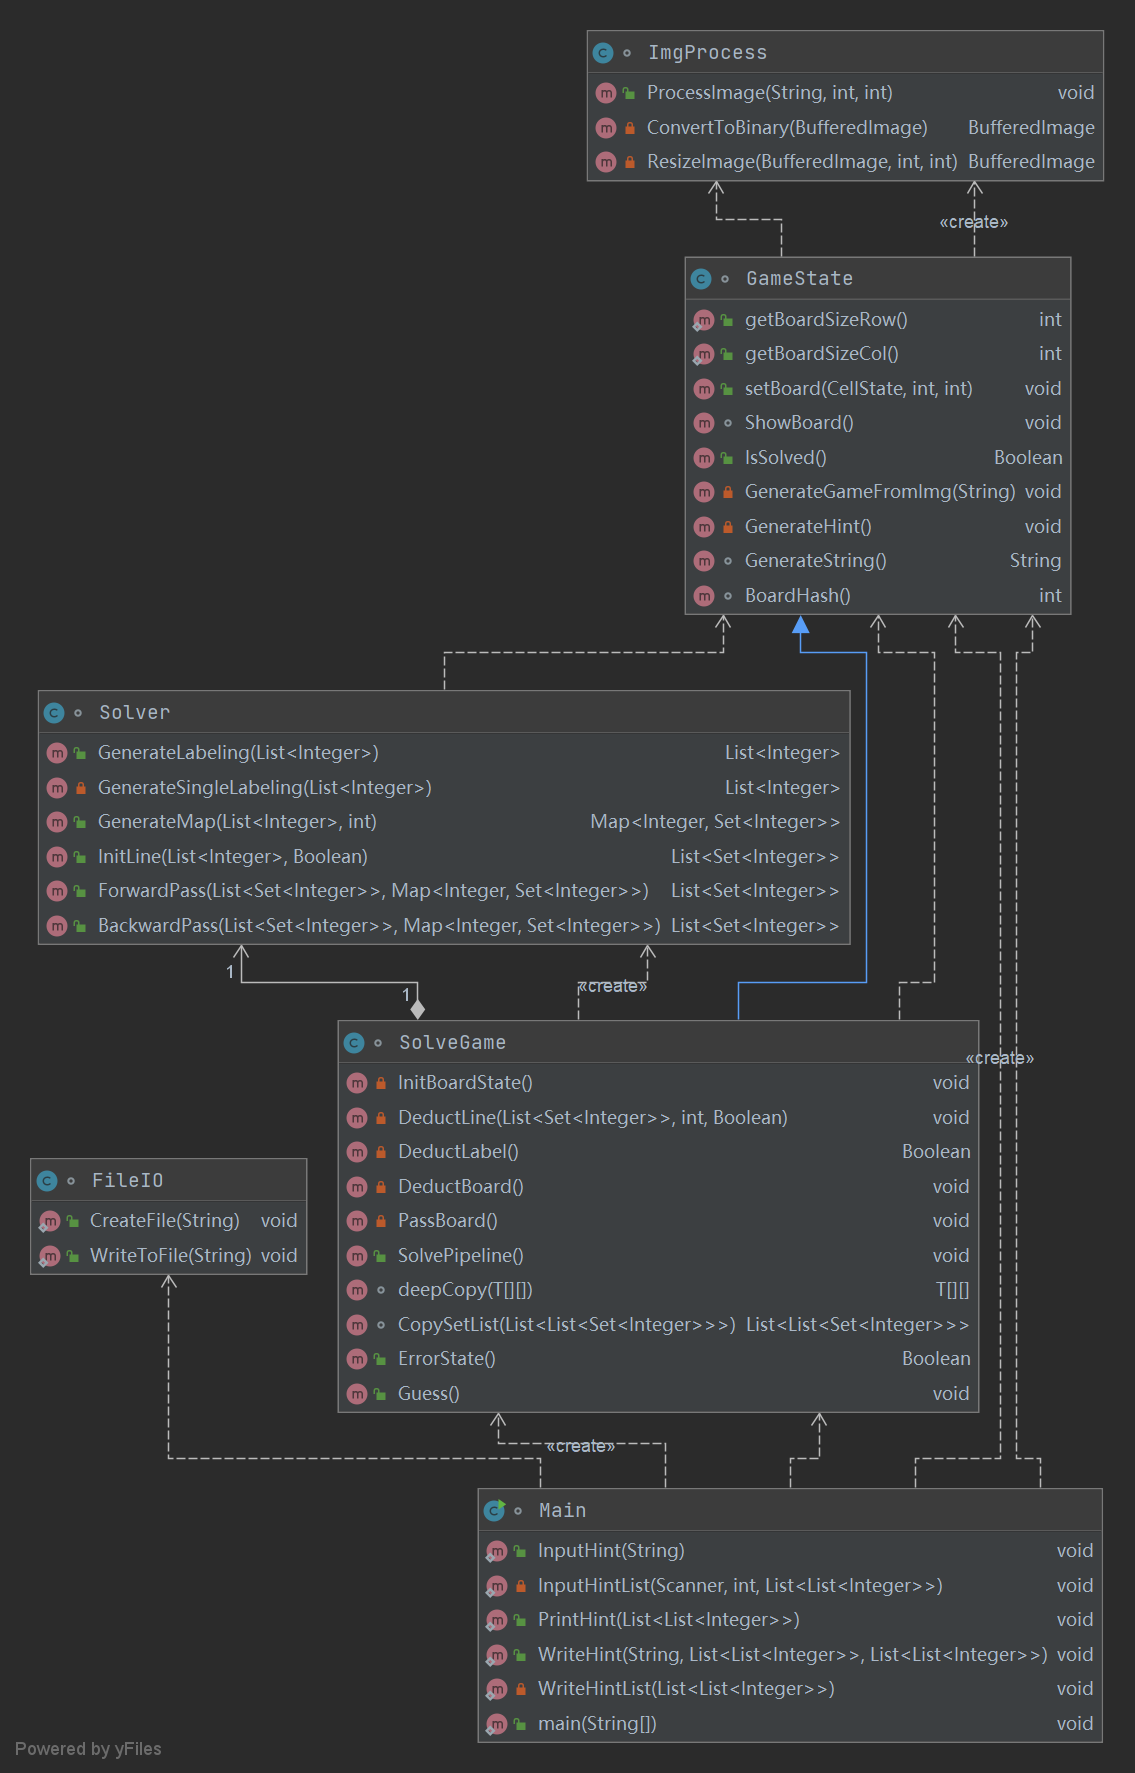 ImgProcess
ProcessImage(String, int, int) void
ConvertToBinary(BufferedImage) BufferedImage
ResizeImage(BufferedImage, int, int) BufferedImage
«create»
GameState
getBoardSizeRow() int
getBoardSizeCol() int
setBoard(CellState, int, int) void
ShowBoard() void
IsSolved() Boolean
GenerateGameFromImg(String) void
GenerateHint() void
GenerateString() String
BoardHash() int
Solver
GenerateLabeling(List<Integer>) List<Integer>
GenerateSingleLabeling(List<Integer>) List<Integer>
GenerateMap(List<Integer>, int) Map<Integer, Set<Integer>>
InitLine(List<Integer>, Boolean) List<Set<Integer>>
ForwardPass(List<Set<Integer>>, Map<Integer, Set<Integer>>) List<Set<Integer>>
BackwardPass(List<Set<Integer>>, Map<Integer, Set<Integer>>) List<Set<Integer>>
1
1
«create»
SolveGame
«create»
InitBoardState() void
DeductLine(List<Set<Integer>>, int, Boolean) void
DeductLabel() Boolean
DeductBoard() void
PassBoard() void
SolvePipeline() void
deepCopy(T[][]) T[][]
CopySetList(List<List<Set<Integer>>>) List<List<Set<Integer>>>
ErrorState() Boolean
Guess() void
FileIO
CreateFile(String) void
WriteToFile(String) void
«create»
Main
InputHint(String) void
InputHintList(Scanner, int, List<List<Integer>>) void
PrintHint(List<List<Integer>>) void
WriteHint(String, List<List<Integer>>, List<List<Integer>>) void
WriteHintList(List<List<Integer>>) void
main(String[]) void
Powered by yFiles